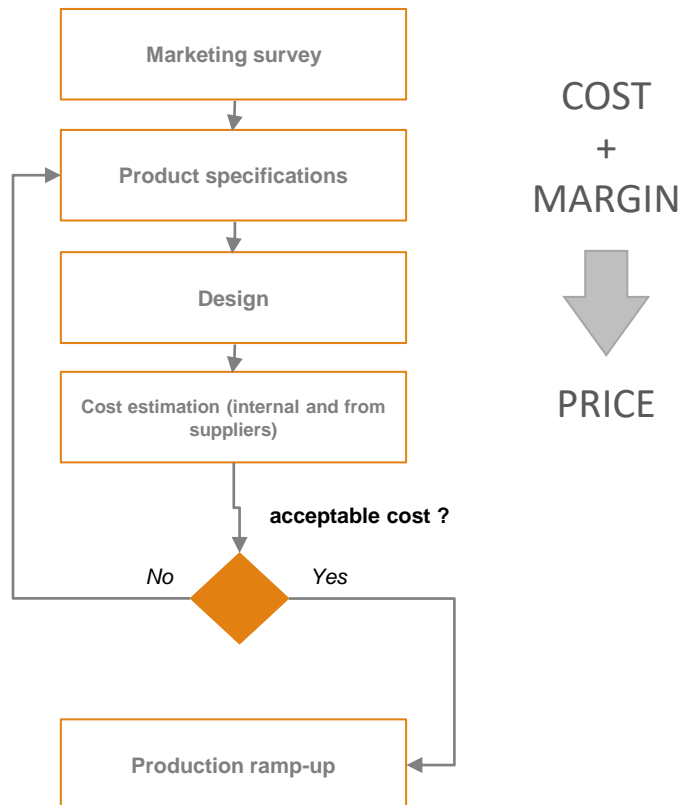 Marketing survey
COST
+
MARGIN
Product specifications
Design
Cost estimation (internal and from
suppliers)
PRICE
acceptable cost ?
No
Yes
Production ramp-up